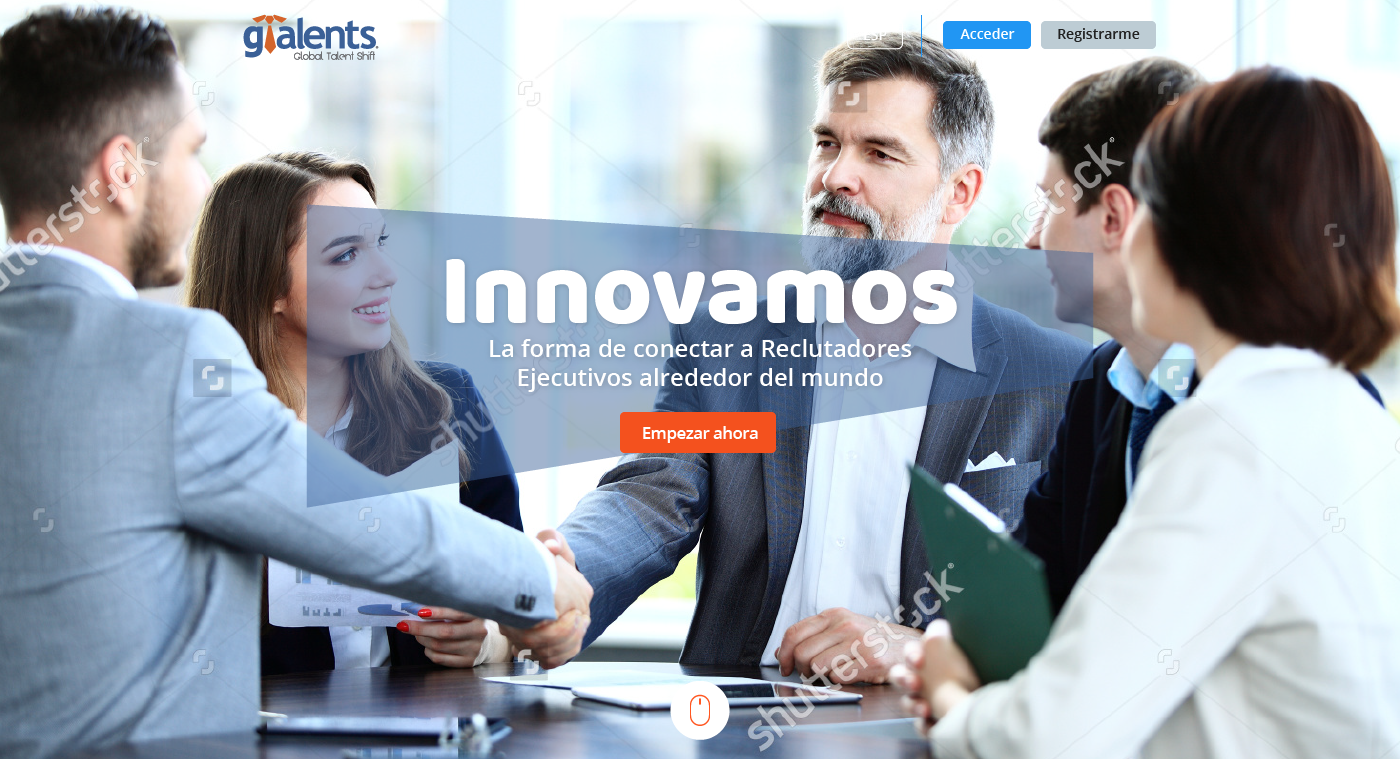 gTalents.
Global Talent Shift
ESP
Acceder
Registrarme
Innovamos
La forma de conectar a Reclutadores
Ejecutivos alrededor del mundo
Empezar ahora
shutterstock
shutterstock
shutterstock
shutterstock